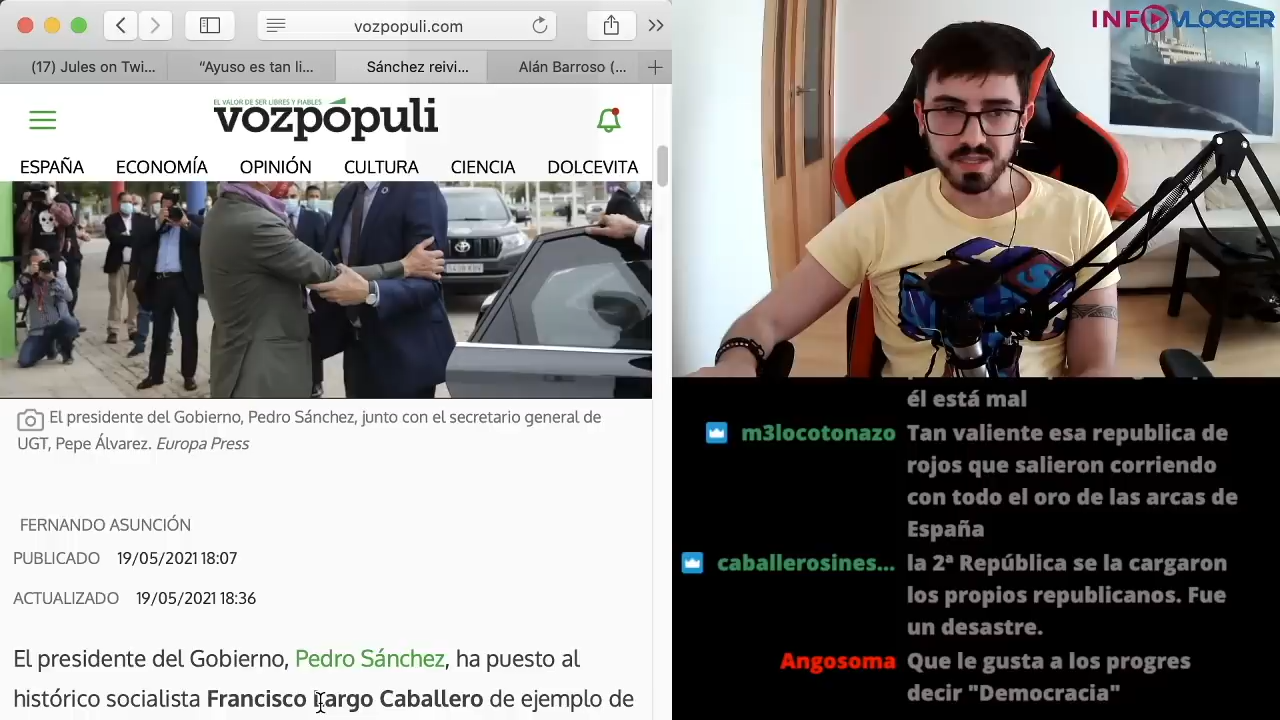 vozpopuli.com
(17) Jules on Twi...
“Ayuso es tan li...
Sánchez reivi...
Alán Barroso (...
EL VALOR DE SER LIBRES Y FIABLES
vozpópuli
ESPAÑA ECONOMÍA OPINIÓN CULTURA CIENCIA DOLCEVITA
El presidente del Gobierno, Pedro Sánchez, junto con el secretario general de
UGT, Pepe Álvarez. Europa Press
FERNANDO ASUNCIÓN
PUBLICADO 19/05/2021 18:07
ACTUALIZADO 19/05/2021 18:36
El presidente del Gobierno, Pedro Sánchez, ha puesto al
histórico socialista Francisco Largo Caballero de ejemplo de
INFOVLOGGER
él está mal
m3locotonazo Tan valiente esa republica de
rojos que salieron corriendo
con todo el oro de las arcas de
España
caballerosines... la 2ª República se la cargaron
los propios republicanos. Fue
un desastre.
Angosoma Que le gusta a los progres
decir "Democracia"